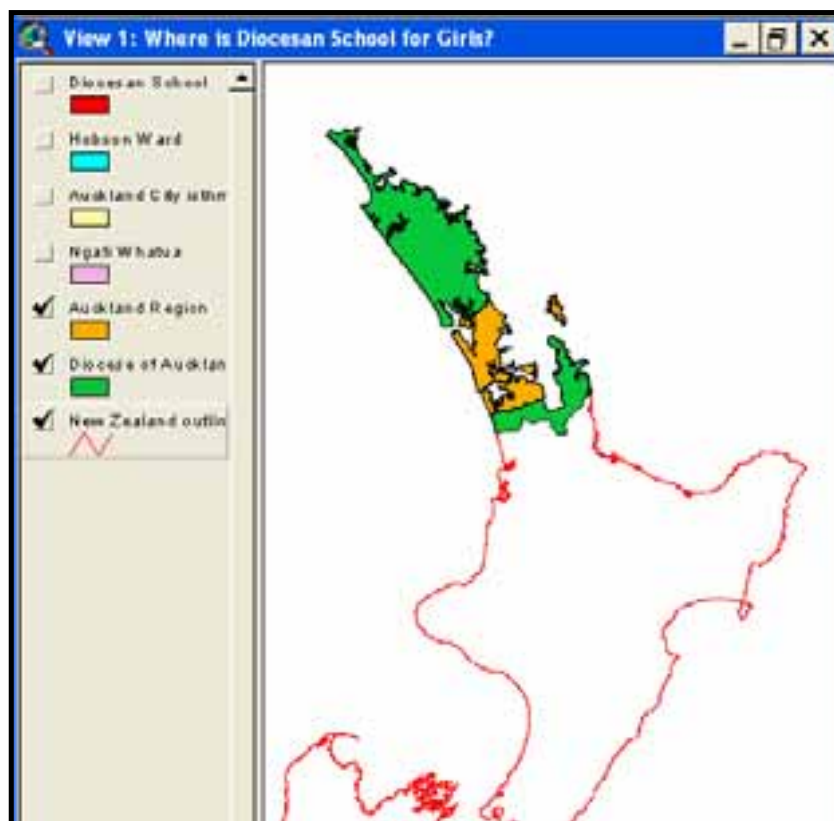 View 1: Where is Diocesan School for Girls?
Diocesan School
Hobson Ward
Auckland City isthm
Ngati Whatua
Auckland Region
Diocese of Aucklan
New Zealand outlin